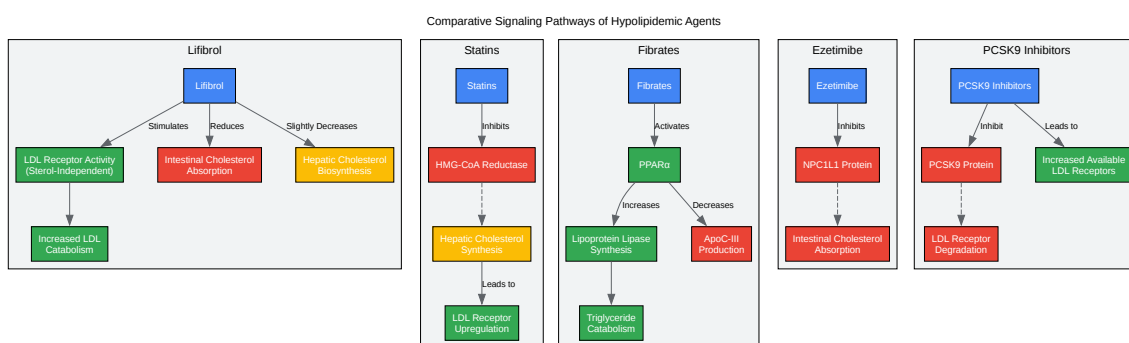 Comparative Signaling Pathways of Hypolipidemic Agents
Lifibrol
Lifibrol
Stimulates
Reduces
Slightly Decreases
LDL Receptor Activity
(Sterol-Independent)
Intestinal Cholesterol
Absorption
Hepatic Cholesterol
Biosynthesis
Increased LDL
Catabolism
Statins
Statins
Inhibits
HMG-CoA Reductase
Hepatic Cholesterol
Synthesis
Leads to
LDL Receptor
Upregulation
Fibrates
Fibrates
Activates
PPARα
Increases
Decreases
Lipoprotein Lipase
Synthesis
ApoC-III
Production
Triglyceride
Catabolism
Ezetimibe
Ezetimibe
Inhibits
NPC1L1 Protein
Intestinal Cholesterol
Absorption
PCSK9 Inhibitors
PCSK9 Inhibitors
Inhibit
Leads to
PCSK9 Protein
Increased Available
LDL Receptors
LDL Receptor
Degradation